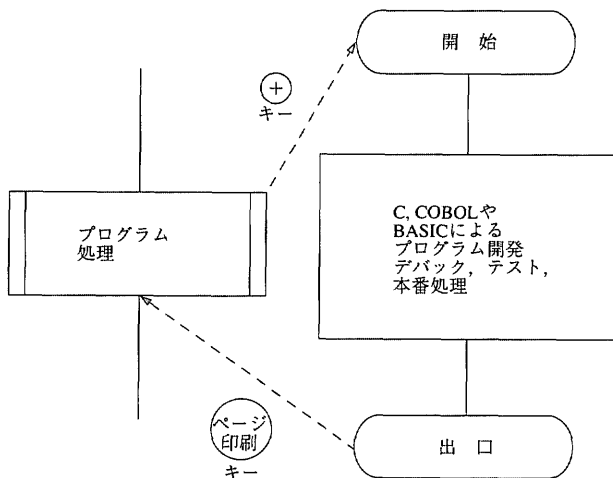 開 始
＋
キー
プログラム
処理
C, COBOLや
BASICによる
プログラム開発
デバック，テスト，
本番処理
ページ
印刷
キー
出 口